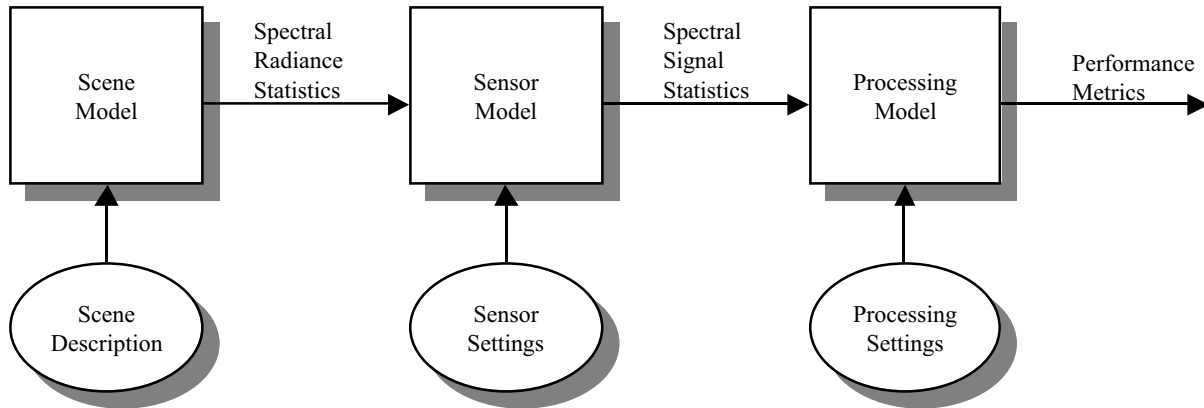 Scene
Model
Spectral
Radiance
Statistics
Sensor
Model
Spectral
Signal
Statistics
Processing
Model
Performance
Metrics
Scene
Description
Sensor
Settings
Processing
Settings